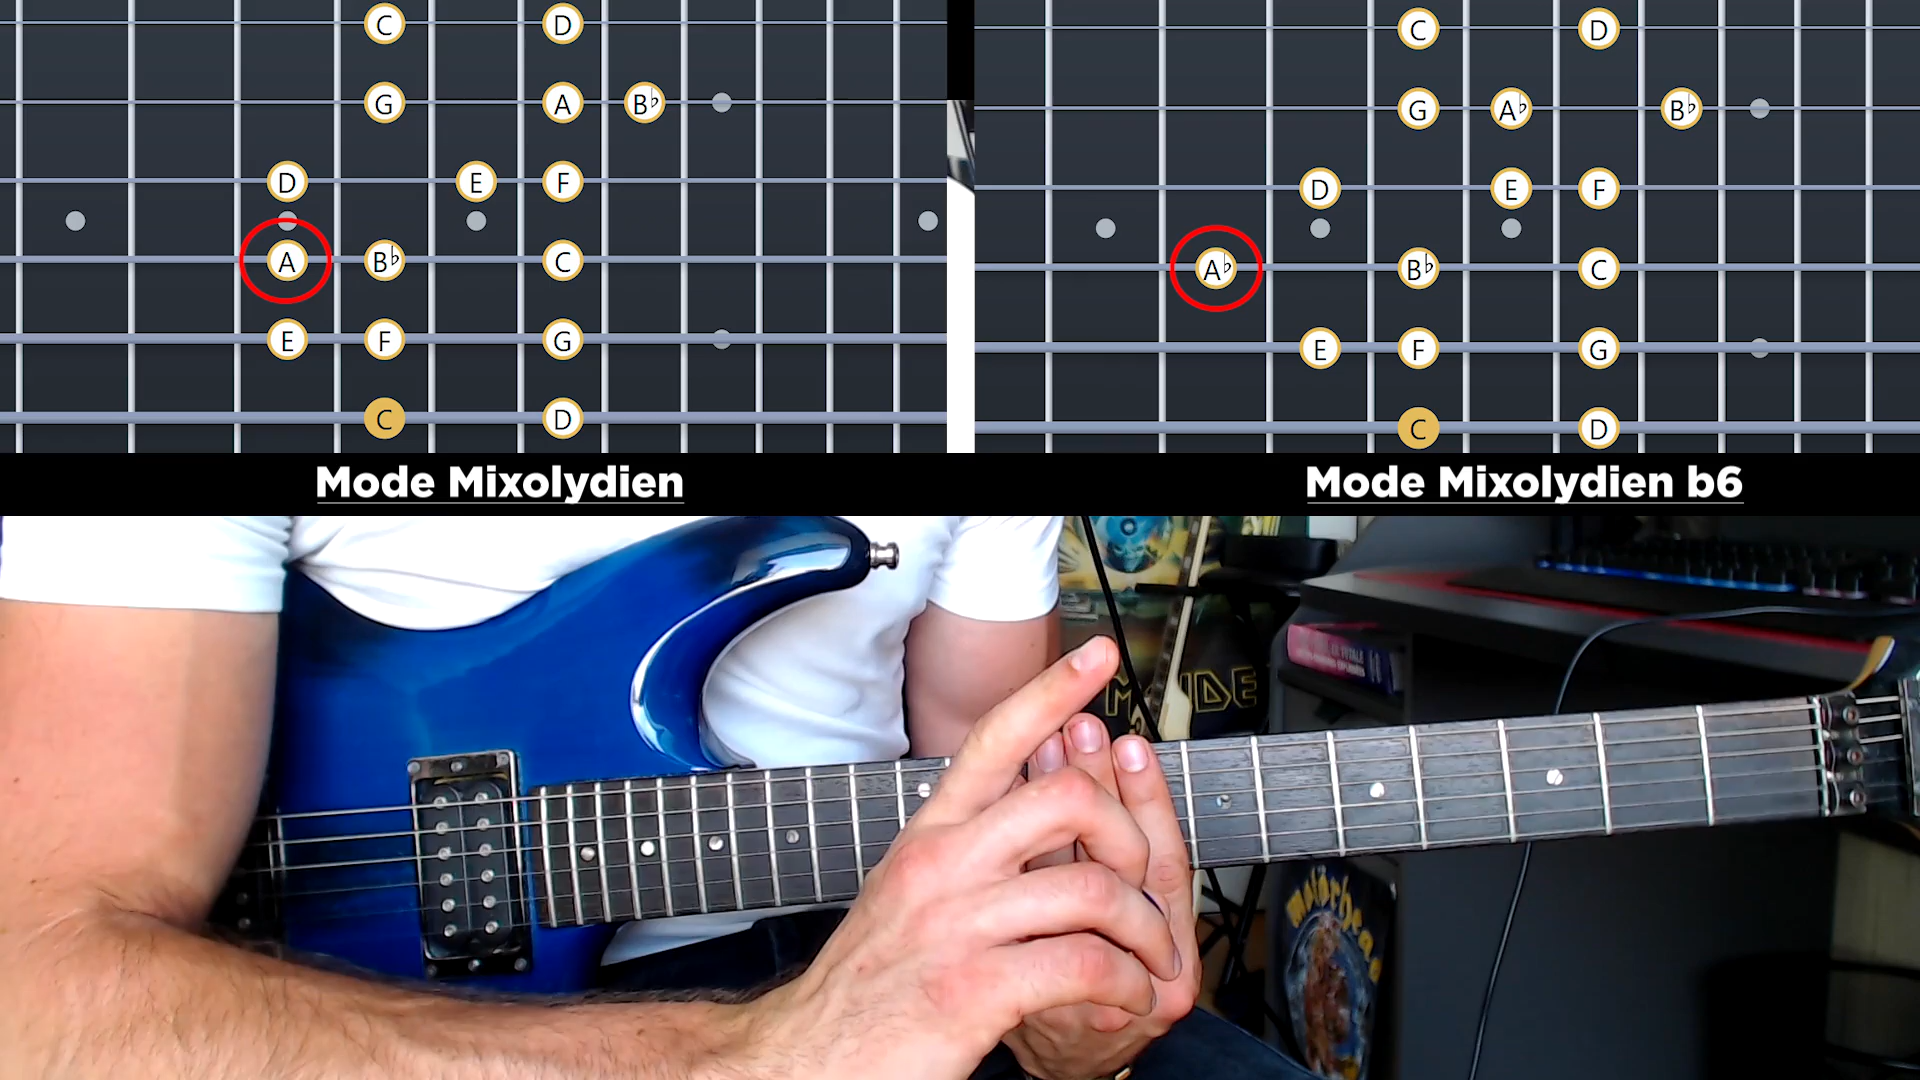 C D
G A B♭
D E F
A B♭ C
E F G
C D
Mode Mixolydien
C D
G A♭ B♭
D E F
A♭ B♭ C
E F G
C D
Mode Mixolydien b6